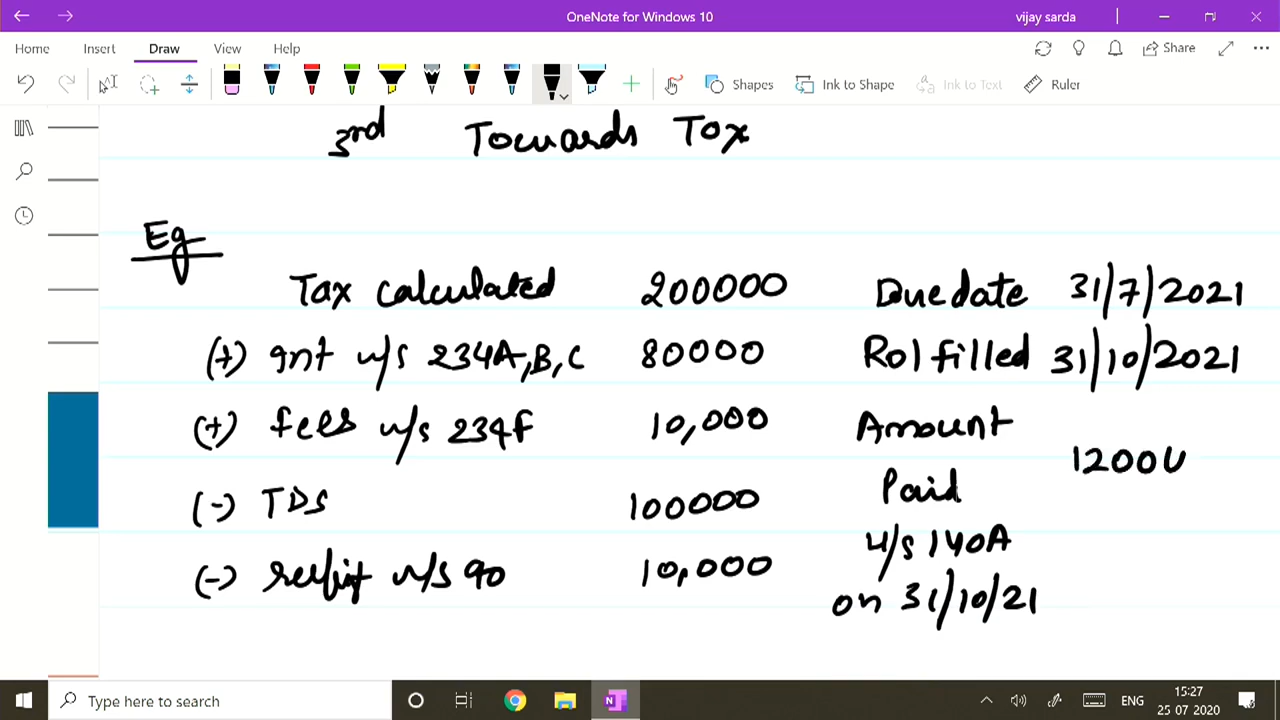 OneNote for Windows 10
vijay sarda
Home Insert Draw View Help
Share
Shapes Ink to Shape Ink to Text Ruler
3rd Towards Tax
Eg
Tax calculated 200000 Due date 31/7/2021
(+) Int u/s 234A,B,C 80000 RoI filled 31/10/2021
(+) fees u/s 234F 10,000 Amount
1200U
Paid
(-) TDS 100000
u/s 140A
(-) u/s 90 10,000
on 31/10/21
Type here to search
ENG
15:27
25 07 2020